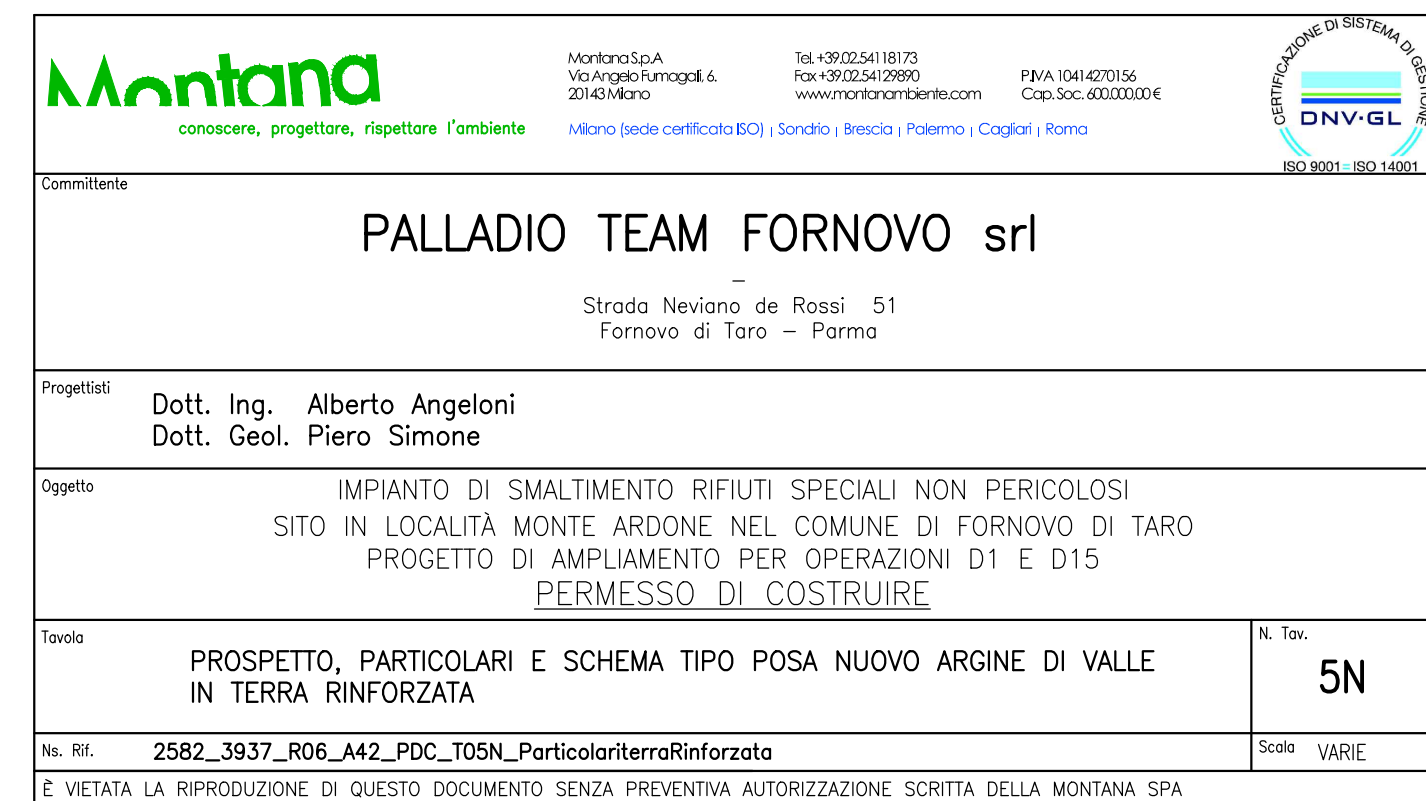 Montana
conoscere, progettare, rispettare l'ambiente
Montana S.p.A
Via Angelo Fumagalli, 6.
20143 Milano
Tel. +39.02.54118173
Fax +39.02.54129890
www.montanambiente.com
P.IVA 10414270156
Cap. Soc. 600.000,00 €
Milano (sede certificata ISO) | Sondrio | Brescia | Palermo | Cagliari | Roma
CERTIFICAZIONE DI SISTEMA DI GESTIONE
DNV·GL
ISO 9001 = ISO 14001
Committente
PALLADIO TEAM FORNOVO srl
–
Strada Neviano de Rossi 51
Fornovo di Taro – Parma
Progettisti
Dott. Ing. Alberto Angeloni
Dott. Geol. Piero Simone
Oggetto
IMPIANTO DI SMALTIMENTO RIFIUTI SPECIALI NON PERICOLOSI
SITO IN LOCALITÀ MONTE ARDONE NEL COMUNE DI FORNOVO DI TARO
PROGETTO DI AMPLIAMENTO PER OPERAZIONI D1 E D15
PERMESSO DI COSTRUIRE
Tavola
PROSPETTO, PARTICOLARI E SCHEMA TIPO POSA NUOVO ARGINE DI VALLE
IN TERRA RINFORZATA
N. Tav.
5N
Ns. Rif. 2582_3937_R06_A42_PDC_T05N_ParticolariterraRinforzata
Scala VARIE
È VIETATA LA RIPRODUZIONE DI QUESTO DOCUMENTO SENZA PREVENTIVA AUTORIZZAZIONE SCRITTA DELLA MONTANA SPA